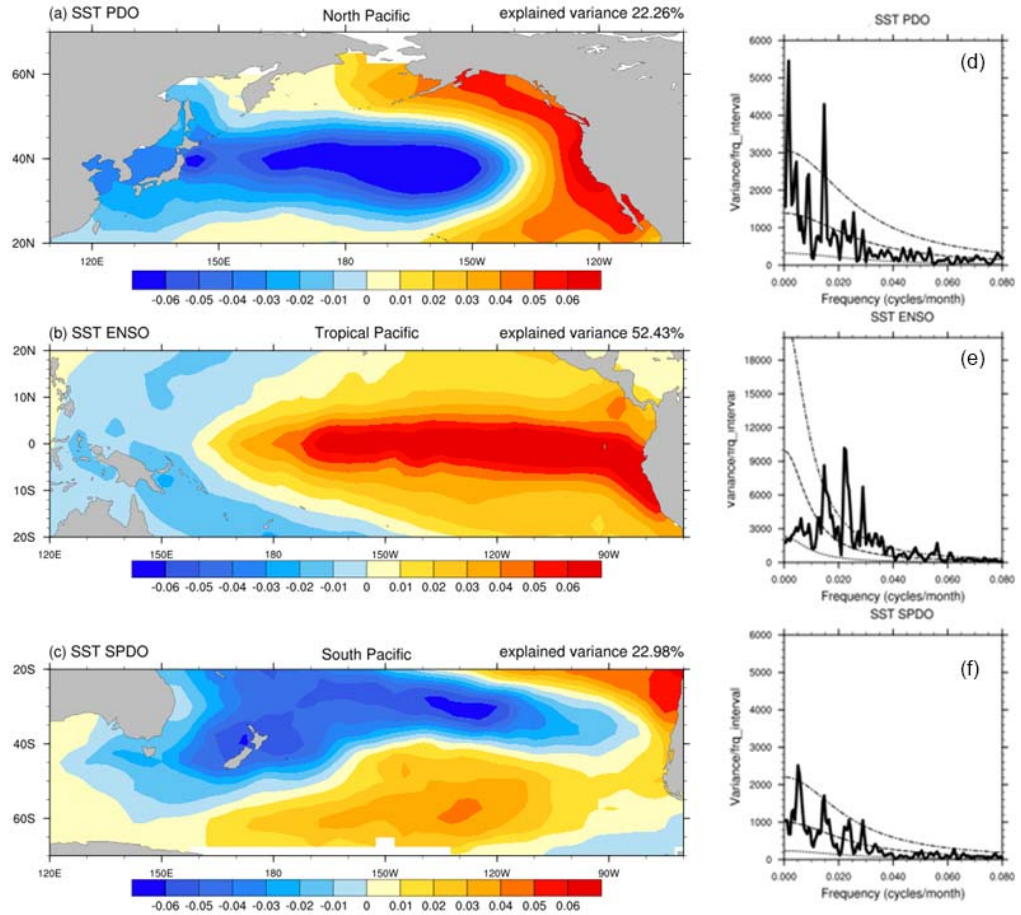 (a) SST PDO North Pacific explained variance 22.26%
60N
40N
20N
120E 150E 180 150W 120W
-0.06 -0.05 -0.04 -0.03 -0.02 -0.01 0 0.01 0.02 0.03 0.04 0.05 0.06
(b) SST ENSO Tropical Pacific explained variance 52.43%
20N
10N
0
10S
20S
120E 150E 180 150W 120W 90W
-0.06 -0.05 -0.04 -0.03 -0.02 -0.01 0 0.01 0.02 0.03 0.04 0.05 0.06
(c) SST SPDO South Pacific explained variance 22.98%
20S
40S
60S
120E 150E 180 150W 120W 90W
-0.06 -0.05 -0.04 -0.03 -0.02 -0.01 0 0.01 0.02 0.03 0.04 0.05 0.06
SST PDO
(d)
Variance/frq_interval
6000
5000
4000
3000
2000
1000
0
0.000 0.020 0.040 0.060 0.080
Frequency (cycles/month)
SST ENSO
(e)
Variance/frq_interval
18000
15000
12000
9000
6000
3000
0
0.000 0.020 0.040 0.060 0.080
Frequency (cycles/month)
SST SPDO
(f)
Variance/frq_interval
6000
5000
4000
3000
2000
1000
0
0.000 0.020 0.040 0.060 0.080
Frequency (cycles/month)